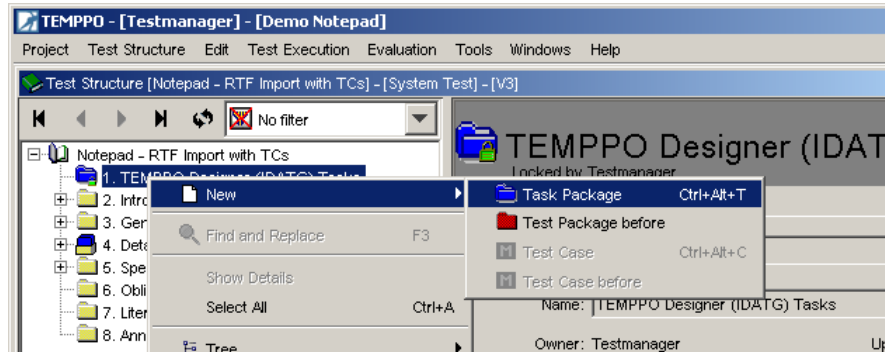 TEMPPO - [Testmanager] - [Demo Notepad]
Project Test Structure Edit Test Execution Evaluation Tools Windows Help
Test Structure [Notepad - RTF Import with TCs] - [System Test] - [V3]
No filter
TEMPPO Designer (IDAT
Locked by Testmanager
Notepad - RTF Import with TCs
1. TEMPPO Designer (IDATG) Tasks
2. Intro
3. Ger
4. Deta
5. Spe
6. Obli
7. Liter
8. Ann
New
Find and Replace F3
Show Details
Select All Ctrl+A
Tree
Task Package Ctrl+Alt+T
Test Package before
Test Case Ctrl+Alt+C
Test Case before
Name: TEMPPO Designer (IDATG) Tasks
Owner: Testmanager Up